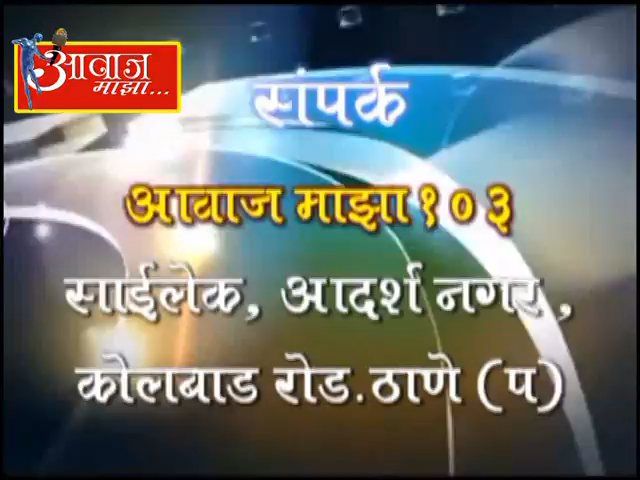 आवाज
माझा...
संपर्क
आवाज माझा १०३
साईलेक, आदर्श नगर ,
कोलबाड रोड.ठाणे (प)